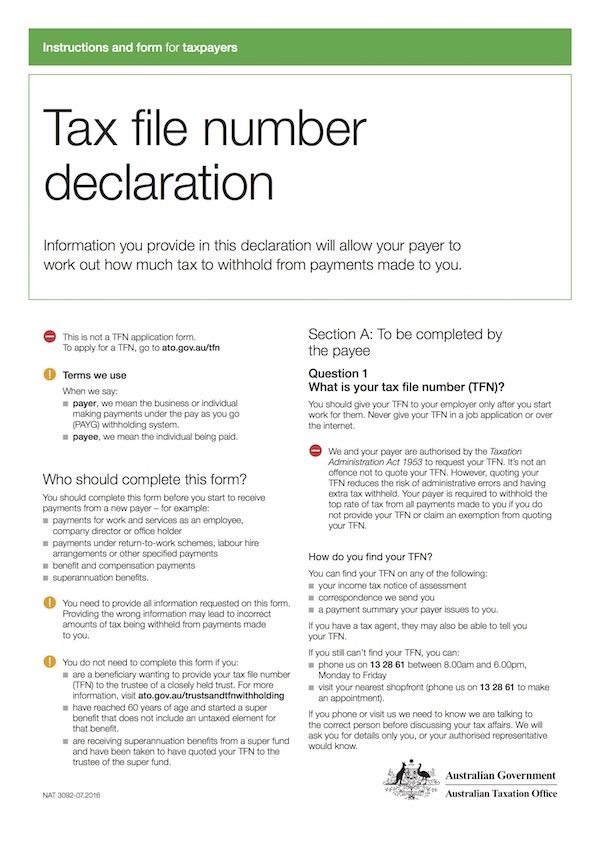 Instructions and form for taxpayers
Tax file number
declaration
Information you provide in this declaration will allow your payer to
work out how much tax to withhold from payments made to you.
This is not a TFN application form.
To apply for a TFN, go to ato.gov.au/tfn
Terms we use
When we say:
■ payer, we mean the business or individual
making payments under the pay as you go
(PAYG) withholding system.
■ payee, we mean the individual being paid.
Who should complete this form?
You should complete this form before you start to receive
payments from a new payer – for example:
■ payments for work and services as an employee,
company director or office holder
■ payments under return-to-work schemes, labour hire
arrangements or other specified payments
■ benefit and compensation payments
■ superannuation benefits.
You need to provide all information requested on this form.
Providing the wrong information may lead to incorrect
amounts of tax being withheld from payments made
to you.
You do not need to complete this form if you:
■ are a beneficiary wanting to provide your tax file number
(TFN) to the trustee of a closely held trust. For more
information, visit ato.gov.au/trustsandtfnwithholding
■ have reached 60 years of age and started a super
benefit that does not include an untaxed element for
that benefit.
■ are receiving superannuation benefits from a super fund
and have been taken to have quoted your TFN to the
trustee of the super fund.
Section A: To be completed by
the payee
Question 1
What is your tax file number (TFN)?
You should give your TFN to your employer only after you start
work for them. Never give your TFN in a job application or over
the internet.
We and your payer are authorised by the Taxation
Administration Act 1953 to request your TFN. It's not an
offence not to quote your TFN. However, quoting your
TFN reduces the risk of administrative errors and having
extra tax withheld. Your payer is required to withhold the
top rate of tax from all payments made to you if you do
not provide your TFN or claim an exemption from quoting
your TFN.
How do you find your TFN?
You can find your TFN on any of the following:
■ your income tax notice of assessment
■ correspondence we send you
■ a payment summary your payer issues to you.
If you have a tax agent, they may also be able to tell you
your TFN.
If you still can't find your TFN, you can:
■ phone us on 13 28 61 between 8.00am and 6.00pm,
Monday to Friday
■ visit your nearest shopfront (phone us on 13 28 61 to make
an appointment).
If you phone or visit us we need to know we are talking to
the correct person before discussing your tax affairs. We will
ask you for details only you, or your authorised representative
would know.
NAT 3092-07.2016
Australian Government
Australian Taxation Office